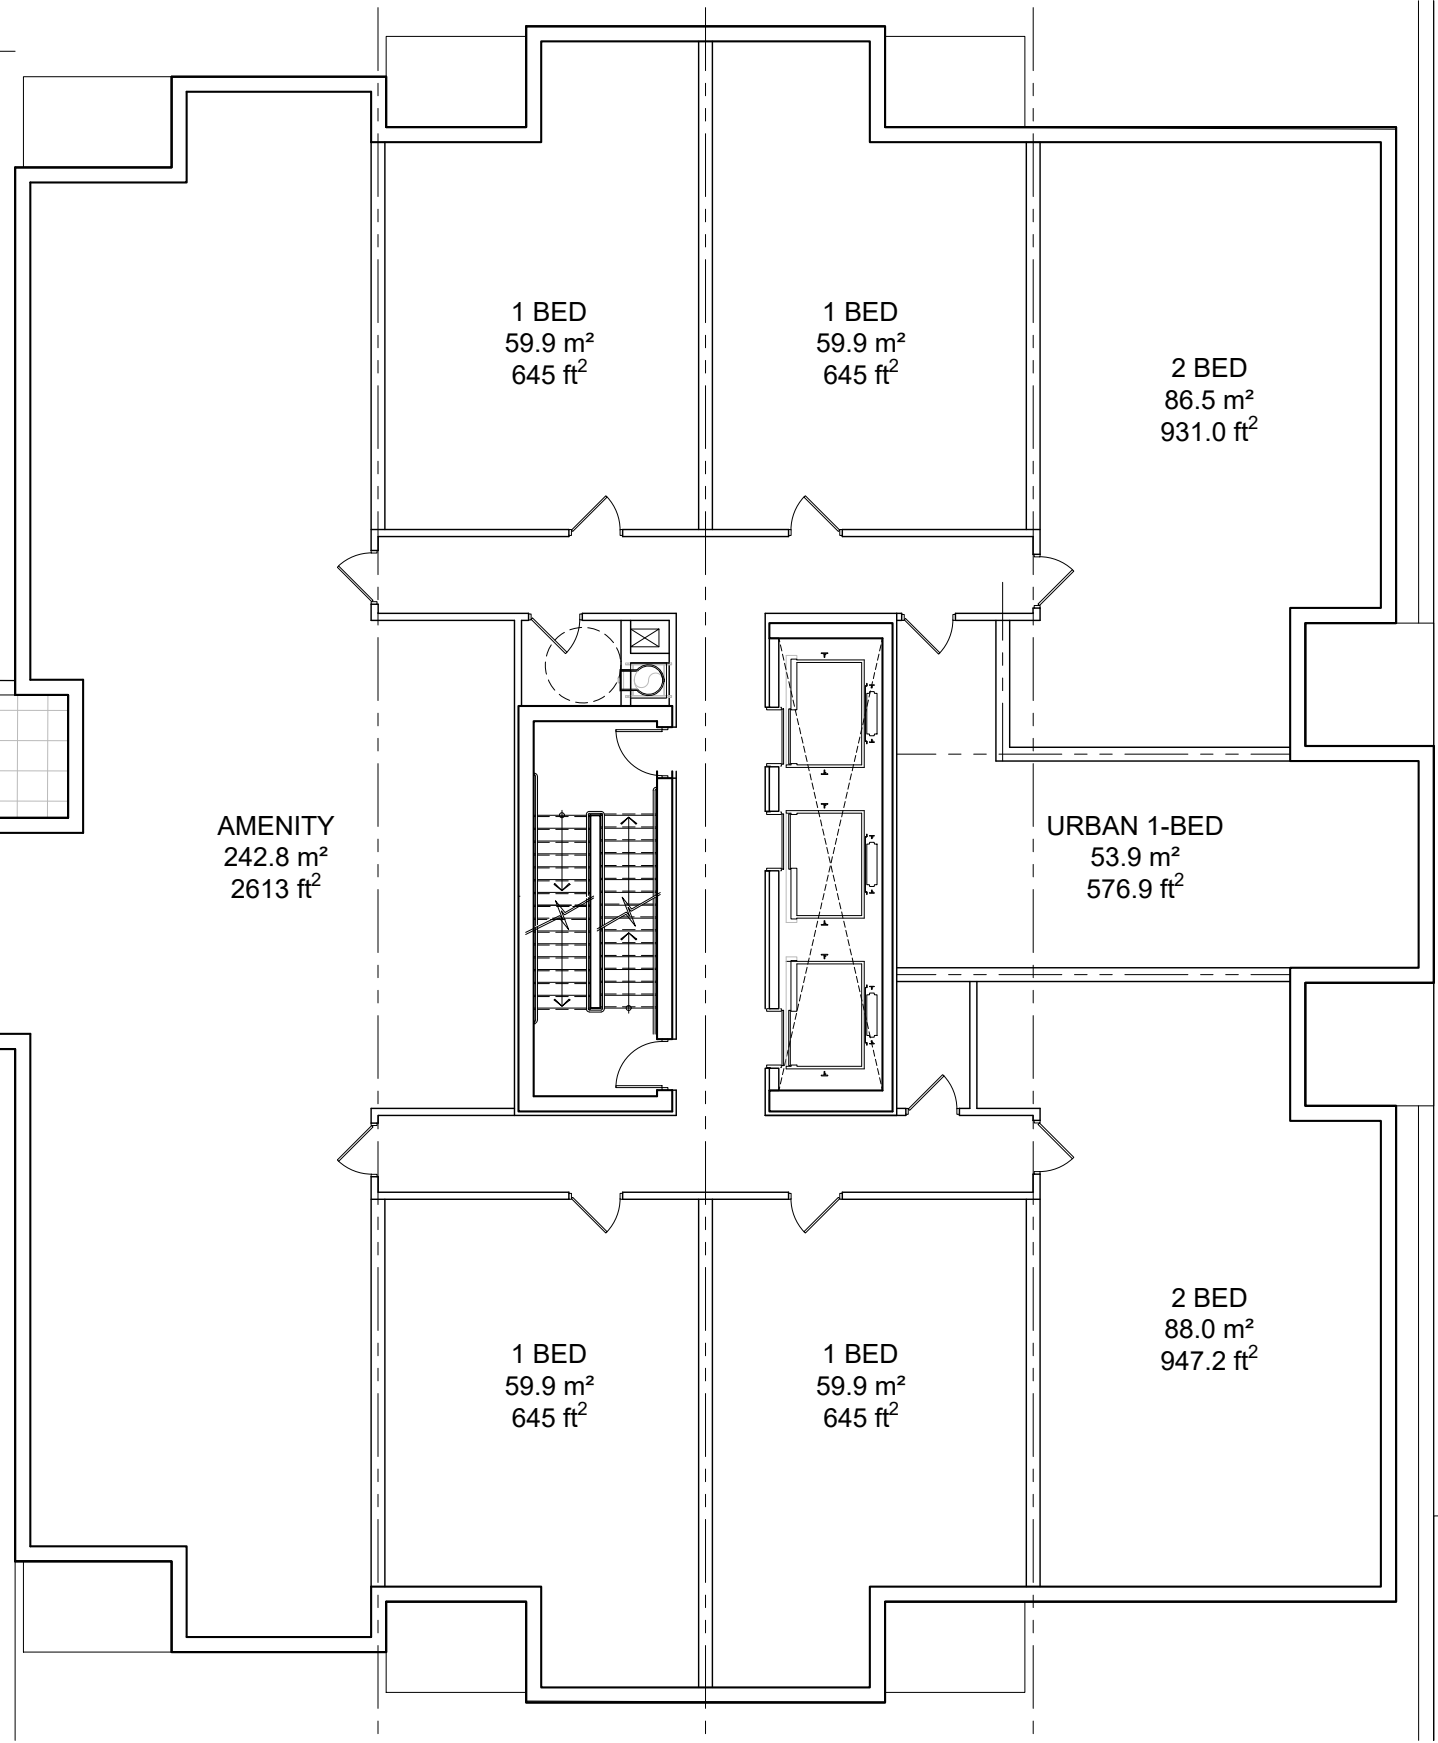 1 BED
59.9 m²
645 ft²
1 BED
59.9 m²
645 ft²
2 BED
86.5 m²
931.0 ft²
AMENITY
242.8 m²
2613 ft²
URBAN 1-BED
53.9 m²
576.9 ft²
1 BED
59.9 m²
645 ft²
1 BED
59.9 m²
645 ft²
2 BED
88.0 m²
947.2 ft²